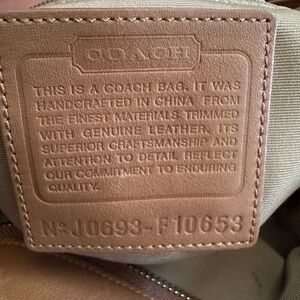 COACH
THIS IS A COACH BAG. IT WAS
HANDCRAFTED IN CHINA FROM
THE FINEST MATERIALS TRIMMED
WITH GENUINE LEATHER. ITS
SUPERIOR CRAFTSMANSHIP AND
ATTENTION TO DETAIL REFLECT
OUR COMMITMENT TO ENDURING
QUALITY.
Nº J0693-F10653